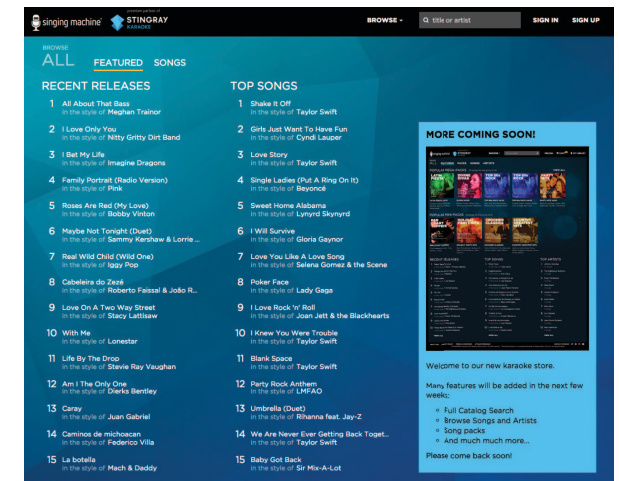 premium partner of
singing machine
STINGRAY
KARAOKE
BROWSE
title or artist
SIGN IN
SIGN UP
BROWSE
ALL
FEATURED
SONGS
RECENT RELEASES
1 All About That Bass
in the style of Meghan Trainor
2 I Love Only You
in the style of Nitty Gritty Dirt Band
3 I Bet My Life
in the style of Imagine Dragons
4 Family Portrait (Radio Version)
in the style of Pink
5 Roses Are Red (My Love)
in the style of Bobby Vinton
6 Maybe Not Tonight (Duet)
in the style of Sammy Kershaw & Lorrie ...
7 Real Wild Child (Wild One)
in the style of Iggy Pop
8 Cabeleira do Zezé
in the style of Roberto Faissal & João R...
9 Love On A Two Way Street
in the style of Stacy Lattisaw
10 With Me
in the style of Lonestar
11 Life By The Drop
in the style of Stevie Ray Vaughan
12 Am I The Only One
in the style of Dierks Bentley
13 Caray
in the style of Juan Gabriel
14 Caminos de michoacan
in the style of Federico Villa
15 La botella
in the style of Mach & Daddy
TOP SONGS
1 Shake It Off
in the style of Taylor Swift
2 Girls Just Want To Have Fun
in the style of Cyndi Lauper
3 Love Story
in the style of Taylor Swift
4 Single Ladies (Put A Ring On It)
in the style of Beyoncé
5 Sweet Home Alabama
in the style of Lynyrd Skynyrd
6 I Will Survive
in the style of Gloria Gaynor
7 Love You Like A Love Song
in the style of Selena Gomez & the Scene
8 Poker Face
in the style of Lady Gaga
9 I Love Rock 'n' Roll
in the style of Joan Jett & the Blackhearts
10 I Knew You Were Trouble
in the style of Taylor Swift
11 Blank Space
in the style of Taylor Swift
12 Party Rock Anthem
in the style of LMFAO
13 Umbrella (Duet)
in the style of Rihanna feat. Jay-Z
14 We Are Never Ever Getting Back Toget...
in the style of Taylor Swift
15 Baby Got Back
in the style of Sir Mix-A-Lot
MORE COMING SOON!
RECENT RELEASES
TOP SONGS
TOP ARTISTS
Welcome to our new karaoke store.
Many features will be added in the next few
weeks:
Full Catalog Search
Browse Songs and Artists
Song packs
And much much more...
Please come back soon!